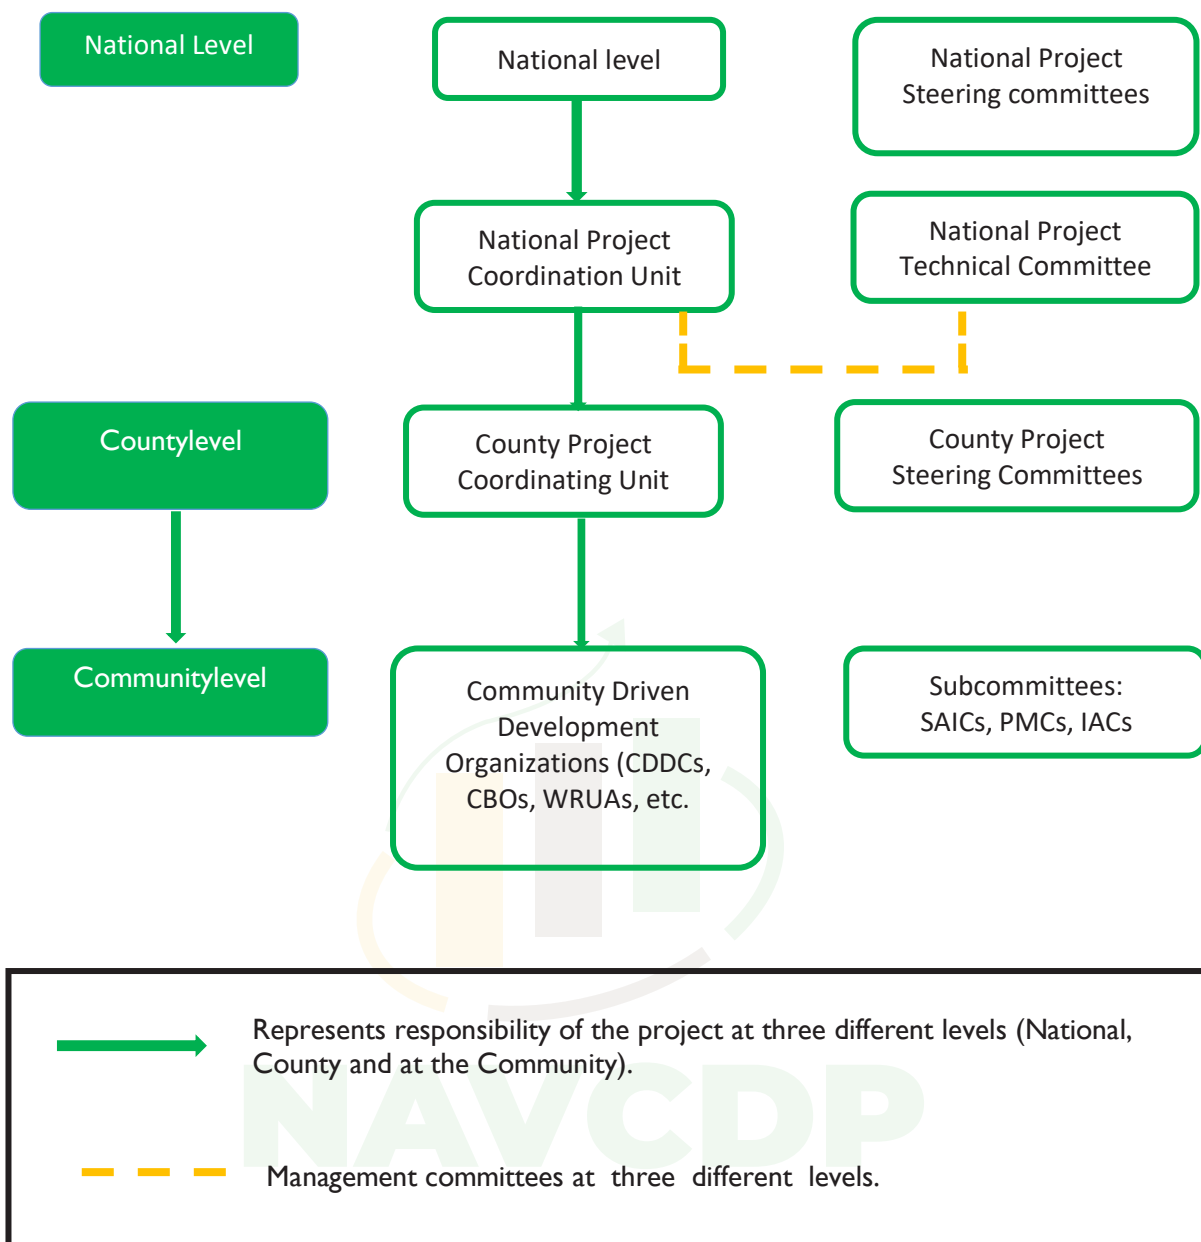 National Level
National level
National Project
Steering committees
National Project
Coordination Unit
National Project
Technical Committee
Countylevel
County Project
Coordinating Unit
County Project
Steering Committees
Communitylevel
Community Driven
Development
Organizations (CDDCs,
CBOs, WRUAs, etc.
Subcommittees:
SAICs, PMCs, IACs
Represents responsibility of the project at three different levels (National,
County and at the Community).
NAVCDP
Management committees at three different levels.